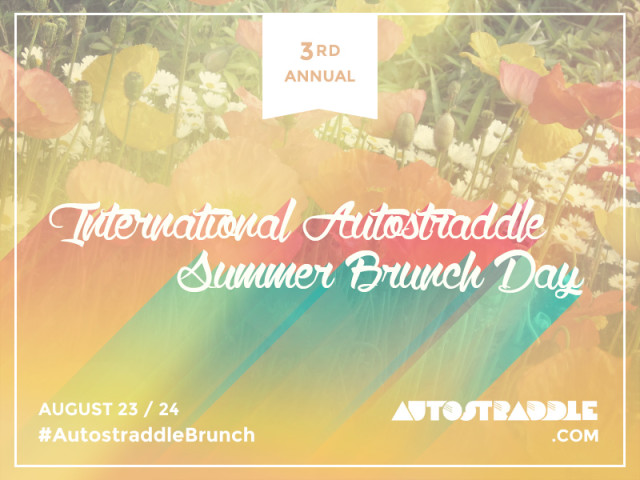 3RD
ANNUAL
International Autostraddle
Summer Brunch Day
AUGUST 23 / 24
#AutostraddleBrunch
AUTOSTRADDLE
.COM